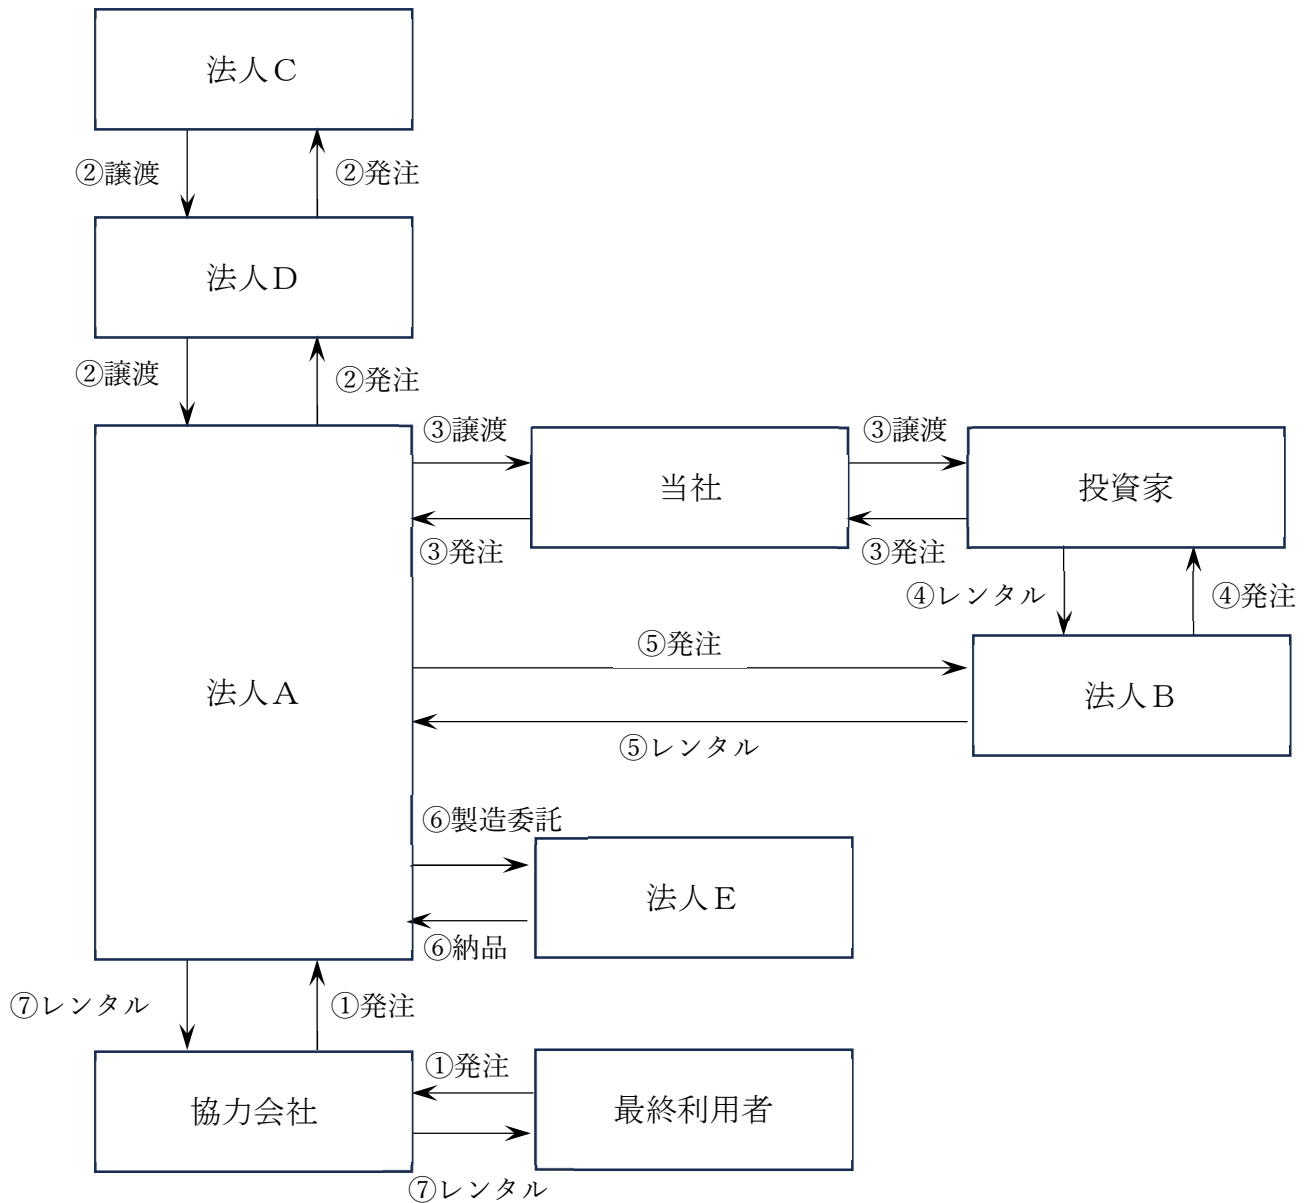 法人C
②譲渡
②発注
法人D
②譲渡
②発注
③譲渡
③譲渡
当社
投資家
③発注
③発注
④レンタル
④発注
⑤発注
法人A
法人B
⑤レンタル
⑥製造委託
法人E
⑥納品
⑦レンタル
①発注
①発注
協力会社
最終利用者
⑦レンタル